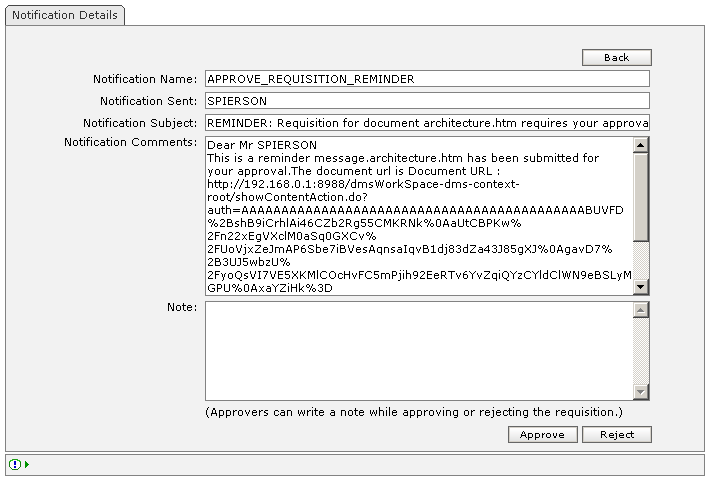 Notification Details
Back
Notification Name: APPROVE_REQUISITION_REMINDER
Notification Sent: SPIERSON
Notification Subject: REMINDER: Requisition for document architecture.htm requires your approva
Notification Comments: Dear Mr SPIERSON
This is a reminder message.architecture.htm has been submitted for
your approval.The document url is Document URL :
http://192.168.0.1:8988/dmsWorkSpace-dms-context-
root/showContentAction.do?
auth=AAAAAAAAAAAAAAAAAAAAAAAAAAAAAAAAAAAAAAAAAAABUVFD
%2BshB9iCrhlAi46CZb2Rg55CMKRNk%0AaUtCBPKw%
2Fn22xEgVXclM0aSq0GXCv%
2FUoVjxZeJmAP6Sbe7iBVesAqnsaIqvB1dj83dZa43J85gXJ%0AgavD7%
2B3UJ5wbzU%
2FyoQsVI7VE5XKMlCOcHvFC5mPjih92EeRTv6YvZqiQYzCYldClWN9eBSLyM
GPU%0AxaYZiHk%3D
Note:
(Approvers can write a note while approving or rejecting the requisition.)
Approve Reject